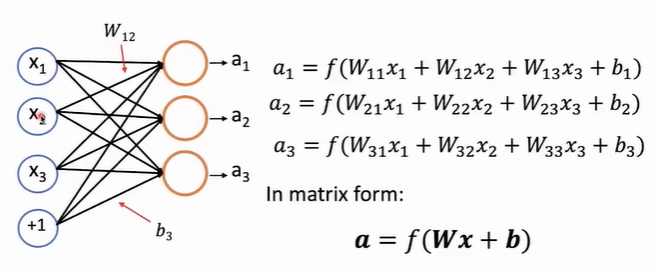 W₁₂
x₁
x₂
x₃
+1
a₁
a₂
a₃
b₃
a₁ = f(W₁₁x₁ + W₁₂x₂ + W₁₃x₃ + b₁)
a₂ = f(W₂₁x₁ + W₂₂x₂ + W₂₃x₃ + b₂)
a₃ = f(W₃₁x₁ + W₃₂x₂ + W₃₃x₃ + b₃)
In matrix form:
a = f(Wx + b)